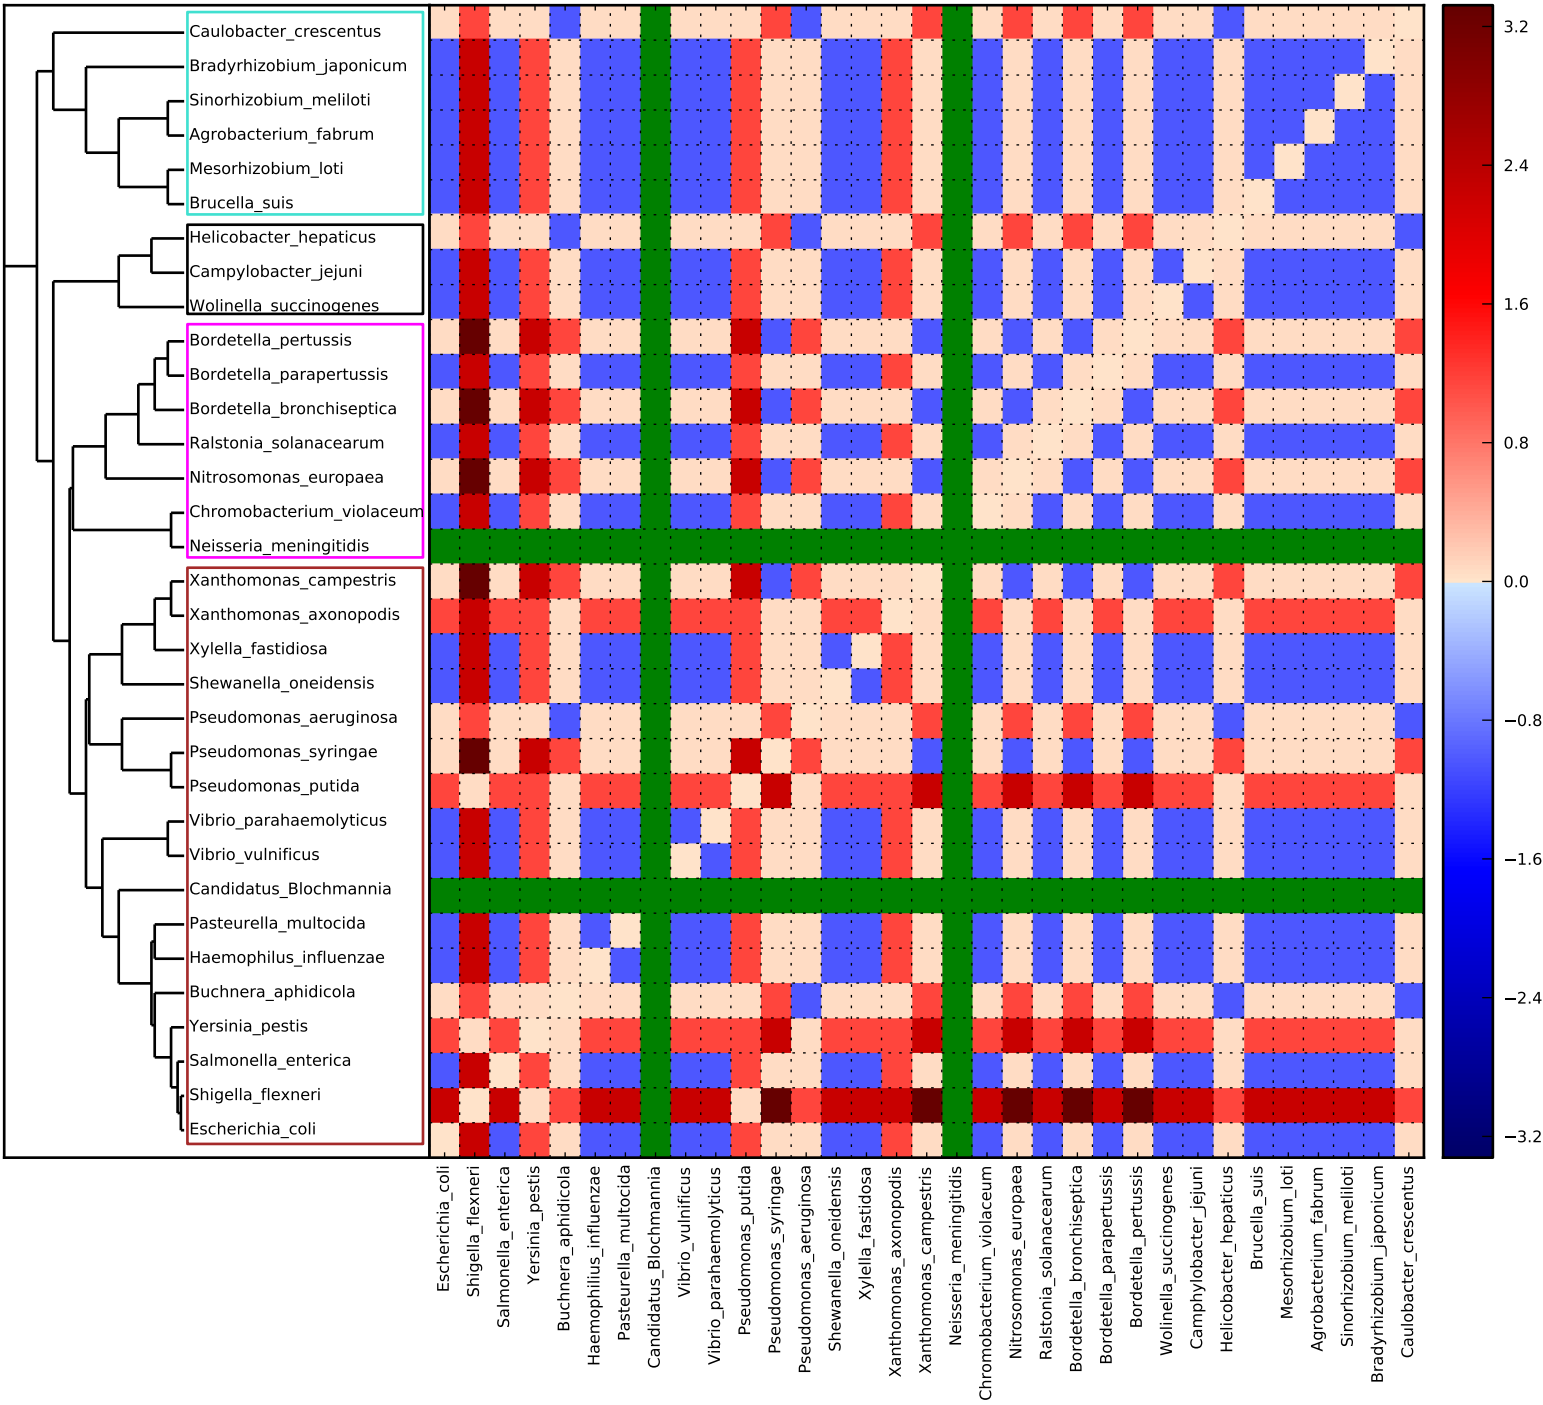 Caulobacter_crescentus
Bradyrhizobium_japonicum
Sinorhizobium_meliloti
Agrobacterium_fabrum
Mesorhizobium_loti
Brucella_suis
Helicobacter_hepaticus
Campylobacter_jejuni
Wolinella_succinogenes
Bordetella_pertussis
Bordetella_parapertussis
Bordetella_bronchiseptica
Ralstonia_solanacearum
Nitrosomonas_europaea
Chromobacterium_violaceum
Neisseria_meningitidis
Xanthomonas_campestris
Xanthomonas_axonopodis
Xylella_fastidiosa
Shewanella_oneidensis
Pseudomonas_aeruginosa
Pseudomonas_syringae
Pseudomonas_putida
Vibrio_parahaemolyticus
Vibrio_vulnificus
Candidatus_Blochmannia
Pasteurella_multocida
Haemophilus_influenzae
Buchnera_aphidicola
Yersinia_pestis
Salmonella_enterica
Shigella_flexneri
Escherichia_coli
3.2
2.4
1.6
0.8
0.0
−0.8
−1.6
−2.4
−3.2
Escherichia_coli
Shigella_flexneri
Salmonella_enterica
Yersinia_pestis
Buchnera_aphidicola
Haemophilius_influenzae
Pasteurella_multocida
Candidatus_Blochmannia
Vibrio_vulnificus
Vibrio_parahaemolyticus
Pseudomonas_putida
Pseudomonas_syringae
Pseudomonas_aeruginosa
Shewanella_oneidensis
Xylella_fastidosa
Xanthomonas_axonopodis
Xanthomonas_campestris
Neisseria_meningitidis
Chromobacterium_violaceum
Nitrosomonas_europaea
Ralstonia_solanacearum
Bordetella_bronchiseptica
Bordetella_parapertussis
Bordetella_pertussis
Wolinella_succinogenes
Camphylobacter_jejuni
Helicobacter_hepaticus
Brucella_suis
Mesorhizobium_loti
Agrobacterium_fabrum
Sinorhizobium_meliloti
Bradyrhizobium_japonicum
Caulobacter_crescentus